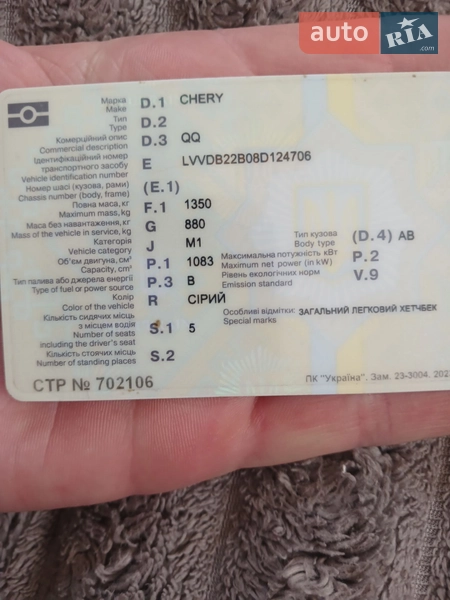 auto RIA .com
Марка D.1 CHERY
Make
Тип D.2
Type
Комерційний опис D.3 QQ
Commercial description
Ідентифікаційний номер
транспортного засобу E LVVDB22B08D124706
Vehicle identification number
Номер шасі (кузова, рами) (E.1)
Chassis number (body, frame)
Повна маса, кг F.1 1350
Maximum mass, kg
Маса без навантаження, кг G 880
Mass of the vehicle in service, kg
Категорія J M1
Vehicle category
Об'єм двигуна, см³ P.1 1083
Capacity, cm³
Тип палива або джерела енергії P.3 B
Type of fuel or power source
Колір R СІРИЙ
Color of the vehicle
Кількість сидячих місць
з місцем водія S.1 5
Number of seats
including the driver's seat
Кількість стоячих місць S.2
Number of standing places
Тип кузова (D.4) АВ
Body type
Максимальна потужність кВт P.2
Maximum net power (in kW)
Рівень екологічних норм V.9
Emission standard
Особливі відмітки: ЗАГАЛЬНИЙ ЛЕГКОВИЙ ХЕТЧБЕК
Special marks
СТР № 702106
ПК "Україна". Зам. 23-3004. 202